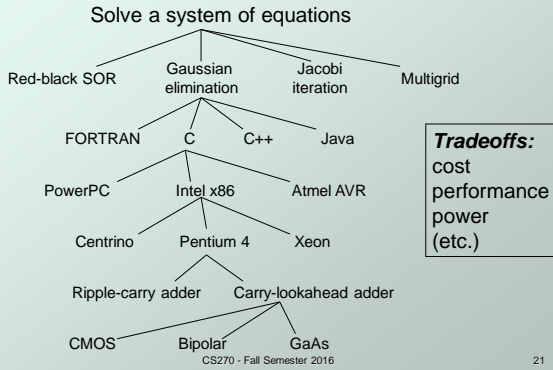 Solve a system of equations
Red-black SOR
Gaussian
elimination
Jacobi
iteration
Multigrid
FORTRAN
C
C++
Java
Tradeoffs:
cost
performance
power
(etc.)
PowerPC
Intel x86
Atmel AVR
Centrino
Pentium 4
Xeon
Ripple-carry adder
Carry-lookahead adder
CMOS
Bipolar
GaAs
CS270 - Fall Semester 2016
21